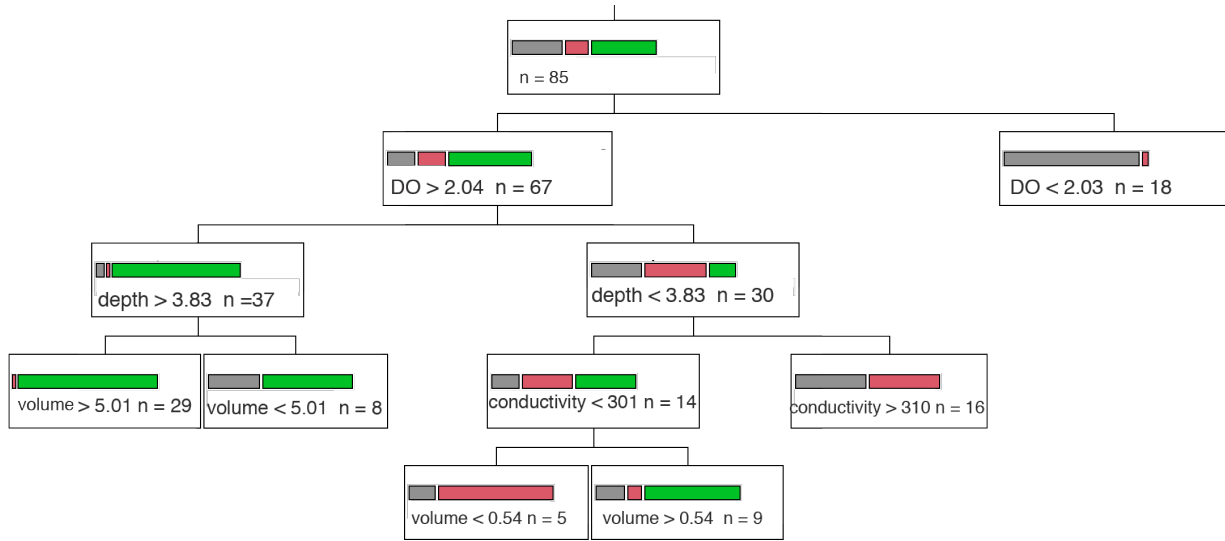 n = 85
DO > 2.04 n = 67
DO < 2.03 n = 18
depth > 3.83 n =37
depth < 3.83 n = 30
volume > 5.01 n = 29
volume < 5.01 n = 8
conductivity < 301 n = 14
conductivity > 310 n = 16
volume < 0.54 n = 5
volume > 0.54 n = 9